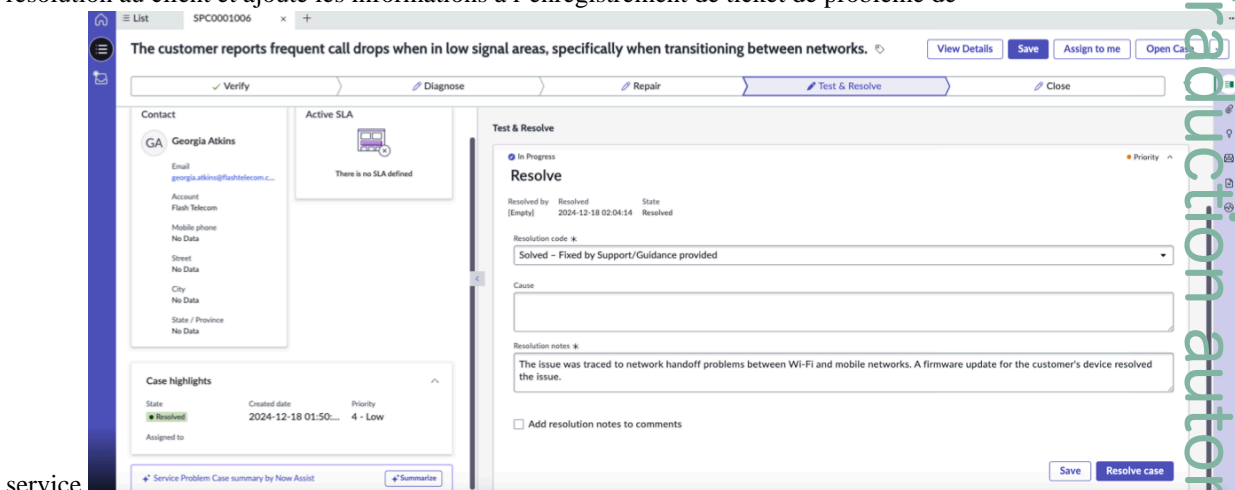 résolution au client et ajoute les informations à l'enregistrement de ticket de problème de
List
SPC0001006
The customer reports frequent call drops when in low signal areas, specifically when transitioning between networks.
View Details
Save
Assign to me
Open Case
Verify
Diagnose
Repair
Test & Resolve
Close
Contact
GA
Georgia Atkins
Email
georgia.atkins@flashtelecom.c...
Account
Flash Telecom
Mobile phone
No Data
Street
No Data
City
No Data
State / Province
No Data
Active SLA
There is no SLA defined
Case highlights
State
Created date
Priority
Resolved
2024-12-18 01:50:...
4 - Low
Assigned to
Service Problem Case summary by Now Assist
Summarize
Test & Resolve
In Progress
Priority
Resolve
Resolved by
Resolved
State
[Empty]
2024-12-18 02:04:14
Resolved
Resolution code
Solved – Fixed by Support/Guidance provided
Cause
Resolution notes
The issue was traced to network handoff problems between Wi-Fi and mobile networks. A firmware update for the customer's device resolved
the issue.
Add resolution notes to comments
Save
Resolve case
service
raduction autor